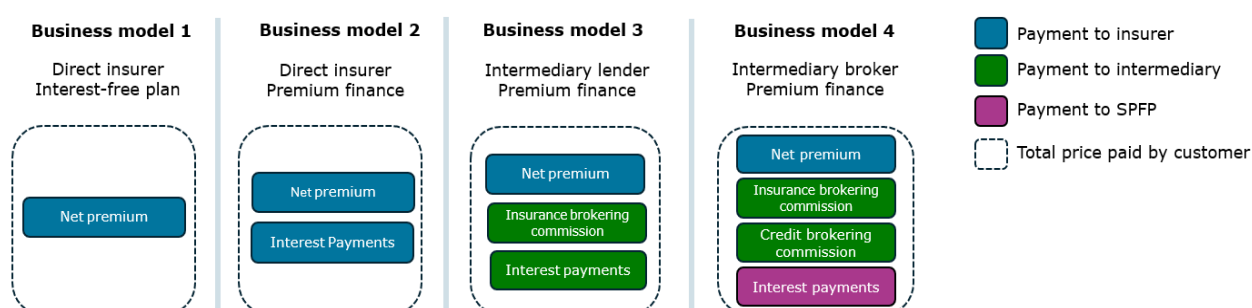 Business model 1
Direct insurer
Interest-free plan
Net premium
Business model 2
Direct insurer
Premium finance
Net premium
Interest Payments
Business model 3
Intermediary lender
Premium finance
Net premium
Insurance brokering
commission
Interest payments
Business model 4
Intermediary broker
Premium finance
Net premium
Insurance brokering
commission
Credit brokering
commission
Interest payments
Payment to insurer
Payment to intermediary
Payment to SPFP
Total price paid by customer